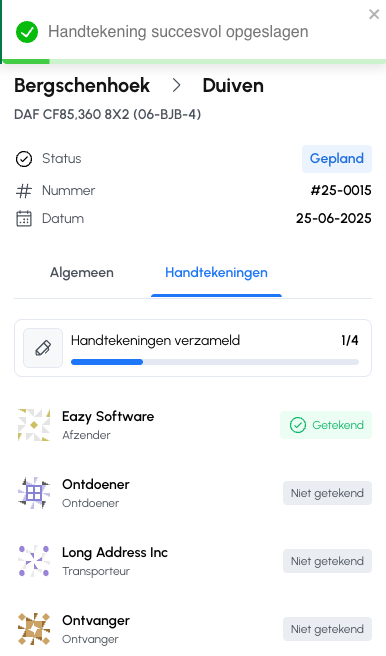 Handtekening succesvol opgeslagen
Bergschenhoek > Duiven
DAF CF85,360 8X2 (06-BJB-4)
Status Gepland
Nummer #25-0015
Datum 25-06-2025
Algemeen Handtekeningen
Handtekeningen verzameld 1/4
Eazy Software
Afzender
Getekend
Ontdoener
Ontdoener
Niet getekend
Long Address Inc
Transporteur
Niet getekend
Ontvanger
Ontvanger
Niet getekend